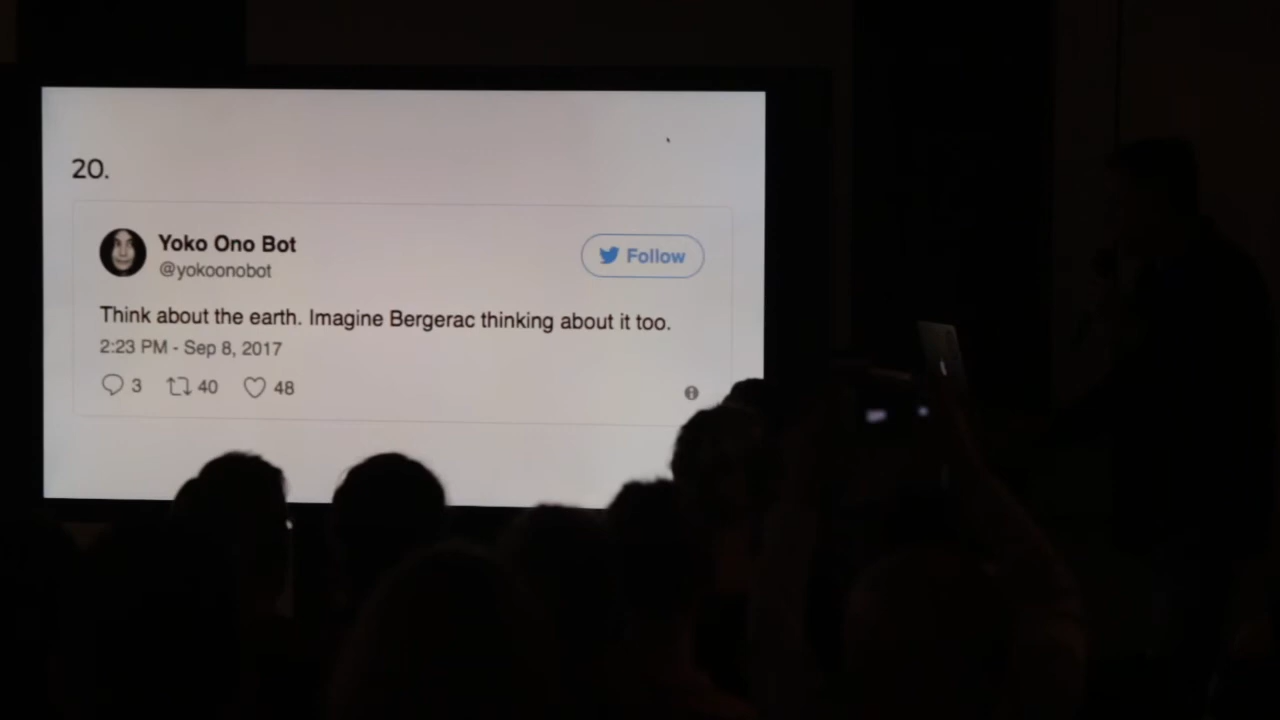 20.
Yoko Ono Bot
@yokoonobot
Follow
Think about the earth. Imagine Bergerac thinking about it too.
2:23 PM - Sep 8, 2017
3 40 48